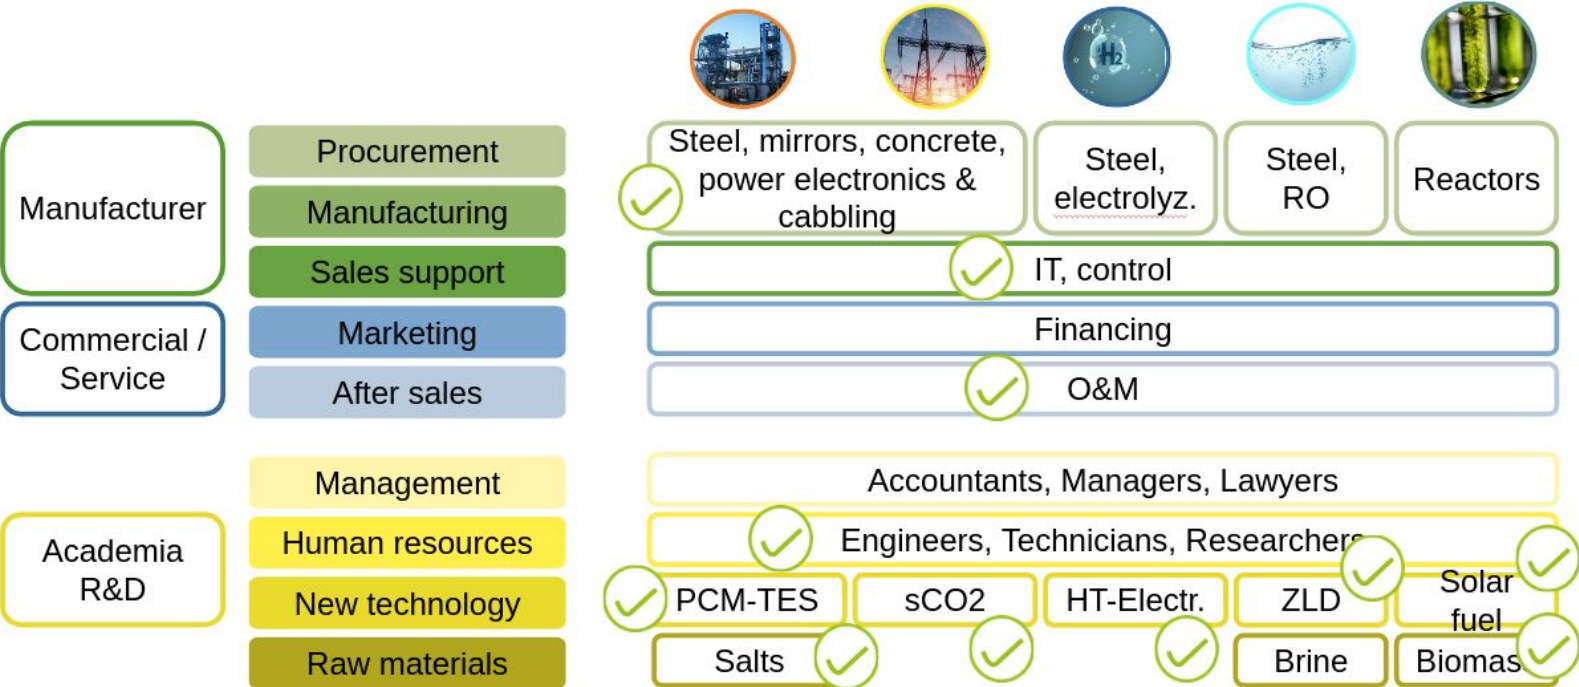 H2
Manufacturer
Procurement
Manufacturing
Sales support
Steel, mirrors, concrete,
power electronics &
cabbling
Steel,
electrolyz.
Steel,
RO
Reactors
IT, control
Commercial /
Service
Marketing
After sales
Financing
O&M
Management
Accountants, Managers, Lawyers
Academia
R&D
Human resources
Engineers, Technicians, Researchers
New technology
PCM-TES
sCO2
HT-Electr.
ZLD
Solar
fuel
Raw materials
Salts
Brine